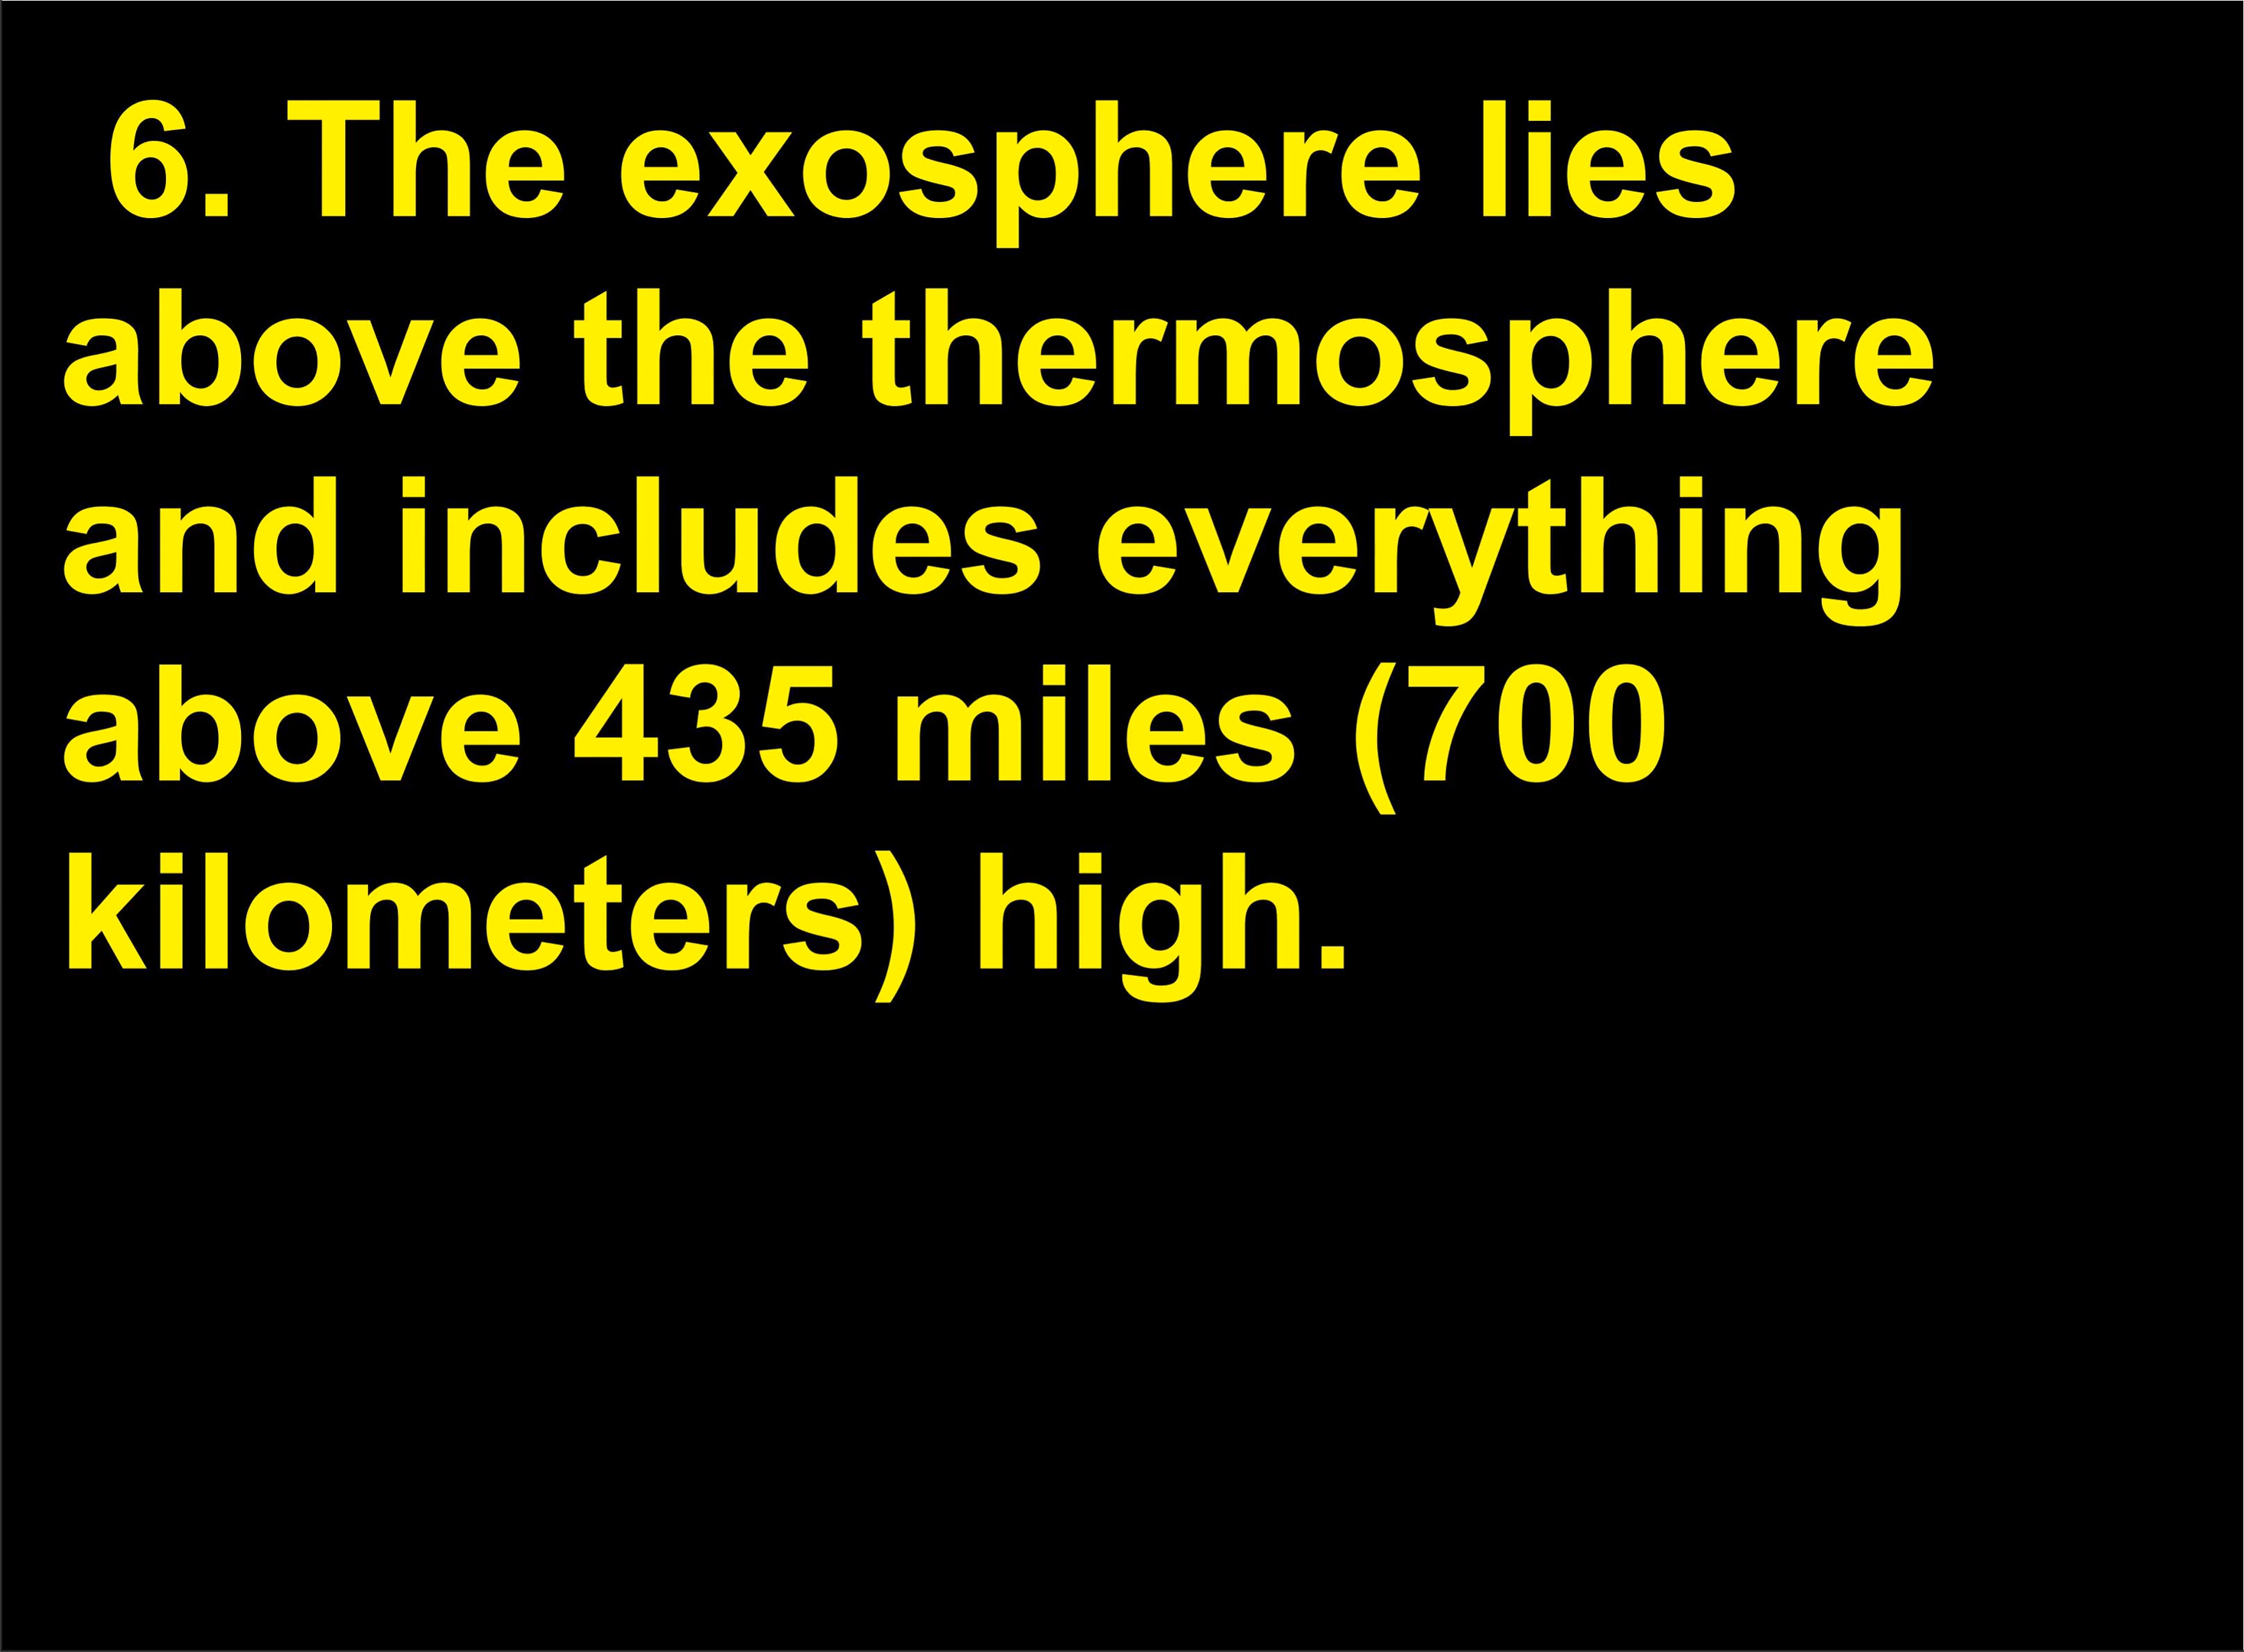 6. The exosphere lies
above the thermosphere
and includes everything
above 435 miles (700
kilometers) high.